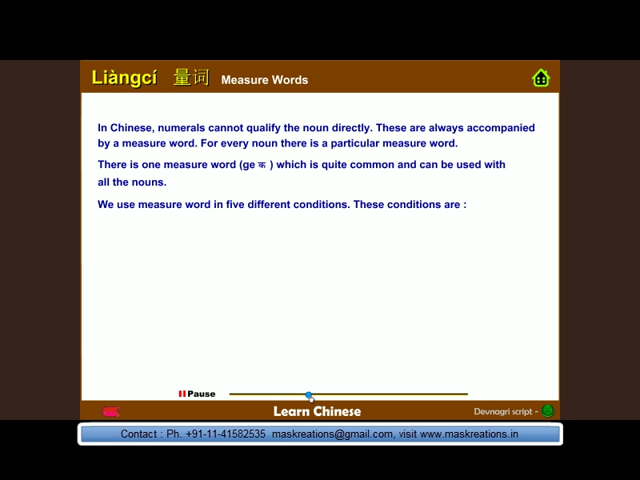 Liàngcí 量词 Measure Words
In Chinese, numerals cannot qualify the noun directly. These are always accompanied
by a measure word. For every noun there is a particular measure word.
There is one measure word (ge क ) which is quite common and can be used with
all the nouns.
We use measure word in five different conditions. These conditions are :
Pause
Learn Chinese
Devnagri script -
Contact : Ph. +91-11-41582535 maskreations@gmail.com, visit www.maskreations.in